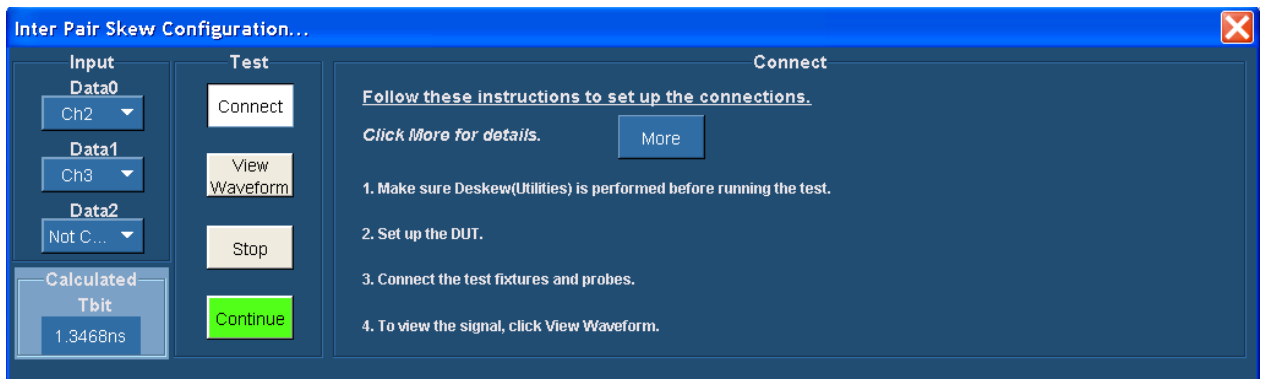 Inter Pair Skew Configuration...
Input
Data0
Ch2
Data1
Ch3
Data2
Not C...
Calculated
Tbit
1.3468ns
Test
Connect
View
Waveform
Stop
Continue
Connect
Follow these instructions to set up the connections.
Click More for details.
More
1. Make sure Deskew(Utilities) is performed before running the test.
2. Set up the DUT.
3. Connect the test fixtures and probes.
4. To view the signal, click View Waveform.